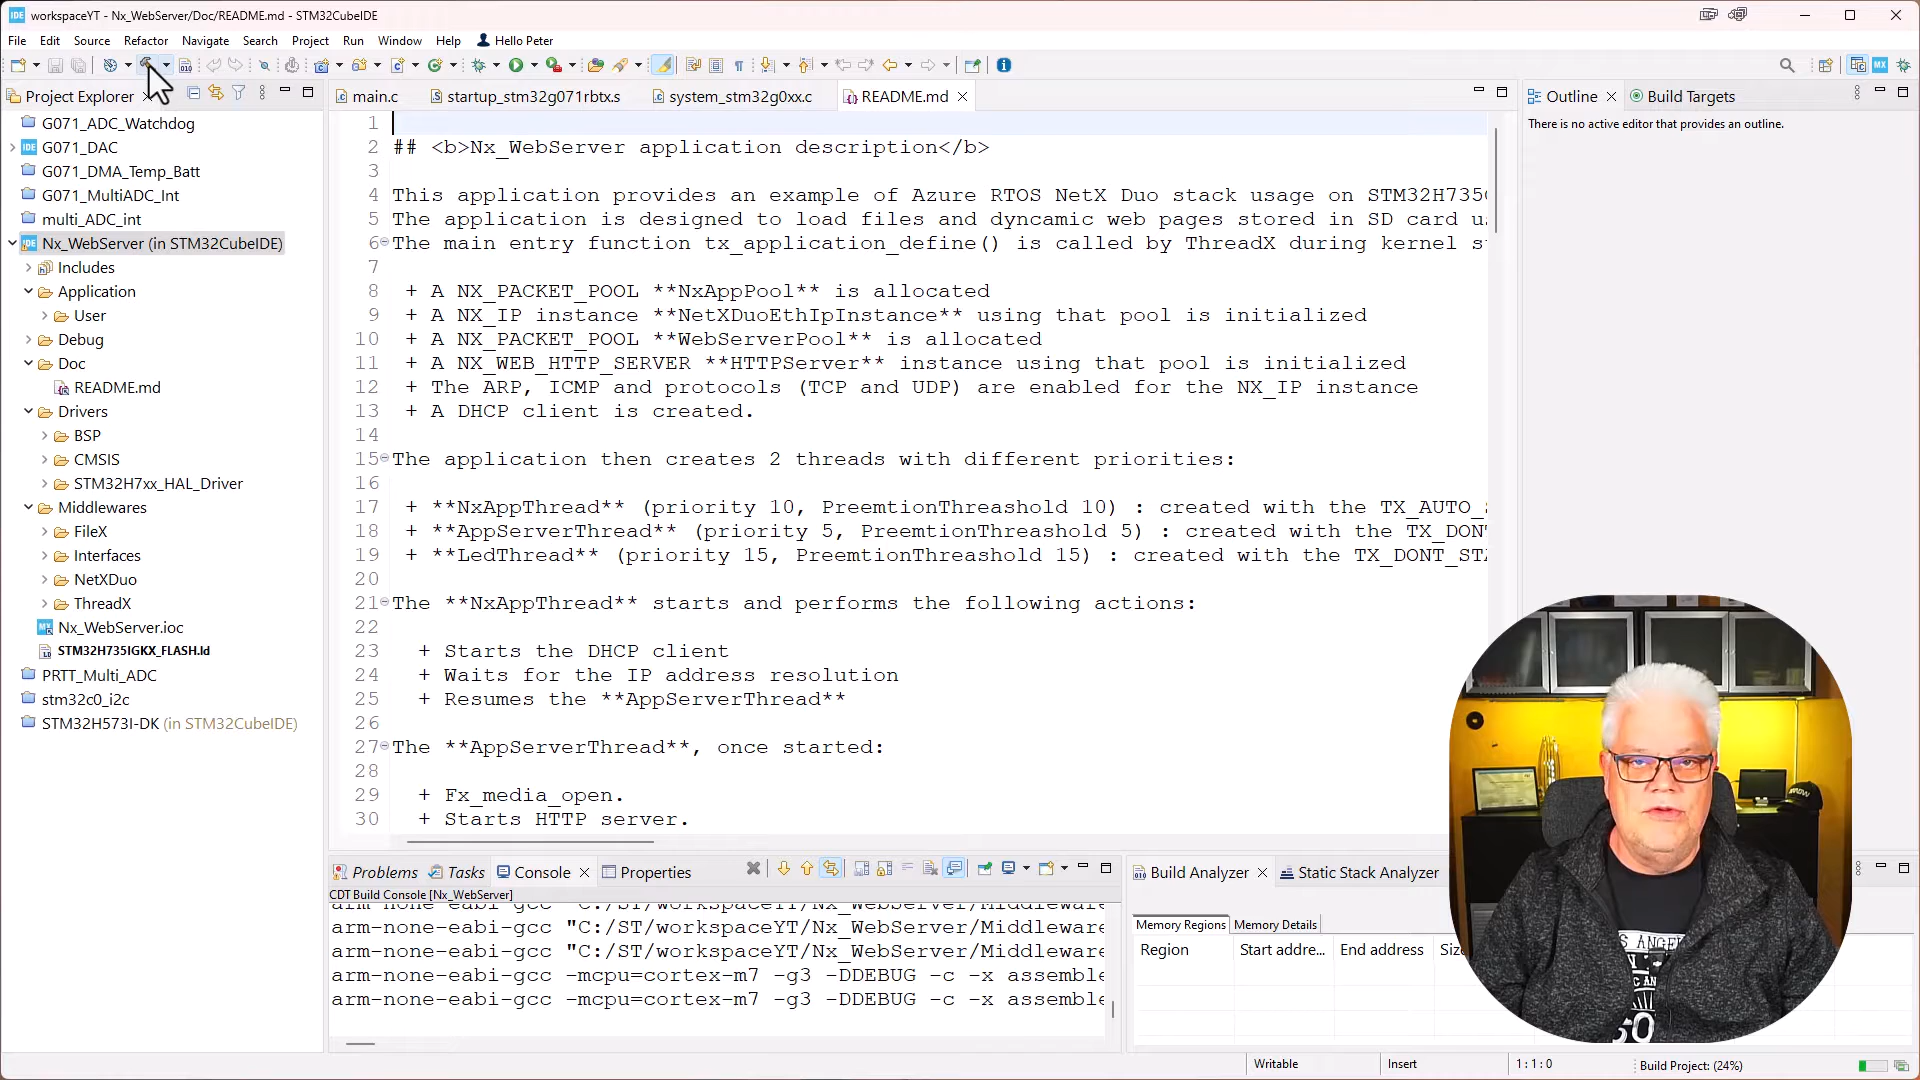 workspaceYT - Nx_WebServer/Doc/README.md - STM32CubeIDE
File Edit Source Refactor Navigate Search Project Run Window Help Hello Peter
Project Explorer
G071_ADC_Watchdog
G071_DAC
G071_DMA_Temp_Batt
G071_MultiADC_Int
multi_ADC_int
Nx_WebServer (in STM32CubeIDE)
Includes
Application
User
Debug
Doc
README.md
Drivers
BSP
CMSIS
STM32H7xx_HAL_Driver
Middlewares
FileX
Interfaces
NetXDuo
ThreadX
Nx_WebServer.ioc
STM32H735IGKX_FLASH.ld
PRTT_Multi_ADC
stm32c0_i2c
STM32H573I-DK (in STM32CubeIDE)
main.c startup_stm32g071rbtx.s system_stm32g0xx.c README.md
1
2 ## <b>Nx_WebServer application description</b>
3
4 This application provides an example of Azure RTOS NetX Duo stack usage on STM32H735
5 The application is designed to load files and dyncamic web pages stored in SD card u
6 The main entry function tx_application_define() is called by ThreadX during kernel s
7
8 + A NX_PACKET_POOL **NxAppPool** is allocated
9 + A NX_IP instance **NetXDuoEthIpInstance** using that pool is initialized
10 + A NX_PACKET_POOL **WebServerPool** is allocated
11 + A NX_WEB_HTTP_SERVER **HTTPServer** instance using that pool is initialized
12 + The ARP, ICMP and protocols (TCP and UDP) are enabled for the NX_IP instance
13 + A DHCP client is created.
14
15 The application then creates 2 threads with different priorities:
16
17 + **NxAppThread** (priority 10, PreemtionThreashold 10) : created with the TX_AUTO_
18 + **AppServerThread** (priority 5, PreemtionThreashold 5) : created with the TX_DON
19 + **LedThread** (priority 15, PreemtionThreashold 15) : created with the TX_DONT_ST
20
21 The **NxAppThread** starts and performs the following actions:
22
23 + Starts the DHCP client
24 + Waits for the IP address resolution
25 + Resumes the **AppServerThread**
26
27 The **AppServerThread**, once started:
28
29 + Fx_media_open.
30 + Starts HTTP server.
Outline Build Targets
There is no active editor that provides an outline.
Problems Tasks Console Properties
CDT Build Console [Nx_WebServer]
arm-none-eabi-gcc "C:/ST/workspaceYT/Nx_WebServer/Middleware
arm-none-eabi-gcc "C:/ST/workspaceYT/Nx_WebServer/Middleware
arm-none-eabi-gcc "C:/ST/workspaceYT/Nx_WebServer/Middleware
arm-none-eabi-gcc -mcpu=cortex-m7 -g3 -DDEBUG -c -x assemble
arm-none-eabi-gcc -mcpu=cortex-m7 -g3 -DDEBUG -c -x assemble
Build Analyzer Static Stack Analyzer
Memory Regions Memory Details
Region Start addre... End address
Writable Insert 1:1:0 Build Project: (24%)